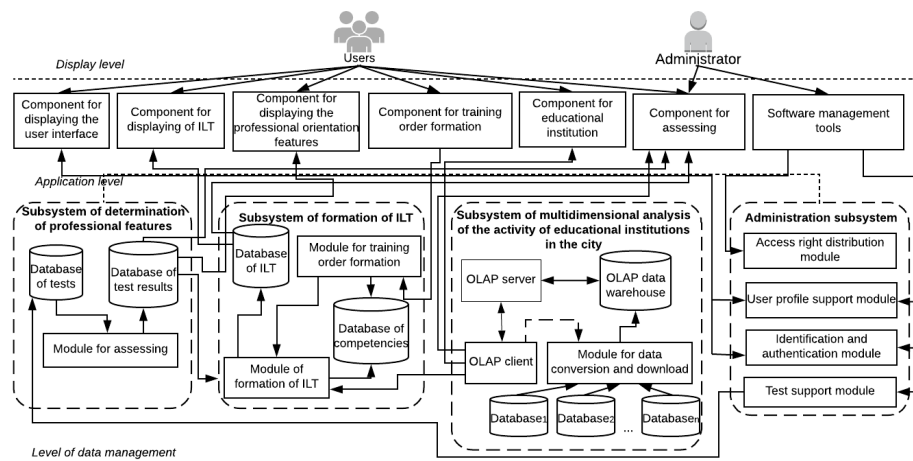 Users
Administrator
Display level
Component for
displaying the
user interface
Component for
displaying of ILT
Component for
displaying the
professional orientation
features
Component for training
order formation
Component for
educational
institution
Component for
assessing
Software management
tools
Application level
Subsystem of determination
of professional features
Database
of tests
Database of
test results
Module for assessing
Subsystem of formation of ILT
Database
of ILT
Module for training
order formation
Database of
competencies
Module of
formation of ILT
Subsystem of multidimensional analysis
of the activity of educational institutions
in the city
OLAP server
OLAP data
warehouse
OLAP client
Module for data
conversion and download
Database1
Database2
...
Databasen
Administration subsystem
Access right distribution
module
User profile support module
Identification and
authentication module
Test support module
Level of data management